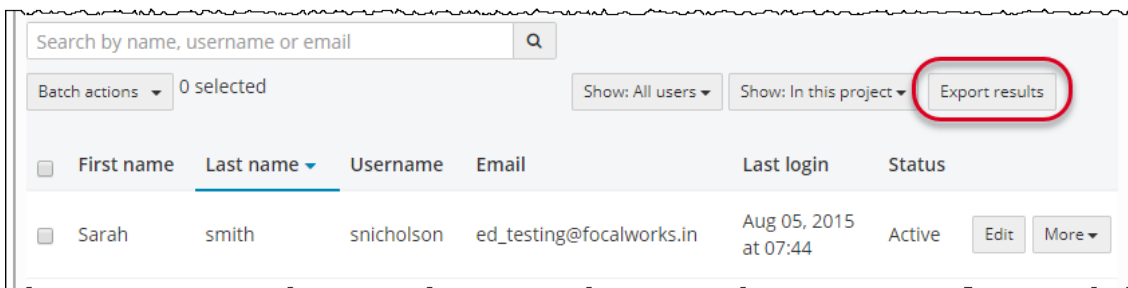 Search by name, username or email
Batch actions 0 selected Show: All users Show: In this project Export results
First name Last name Username Email Last login Status
Sarah smith snicholson ed_testing@focalworks.in Aug 05, 2015 at 07:44 Active Edit More